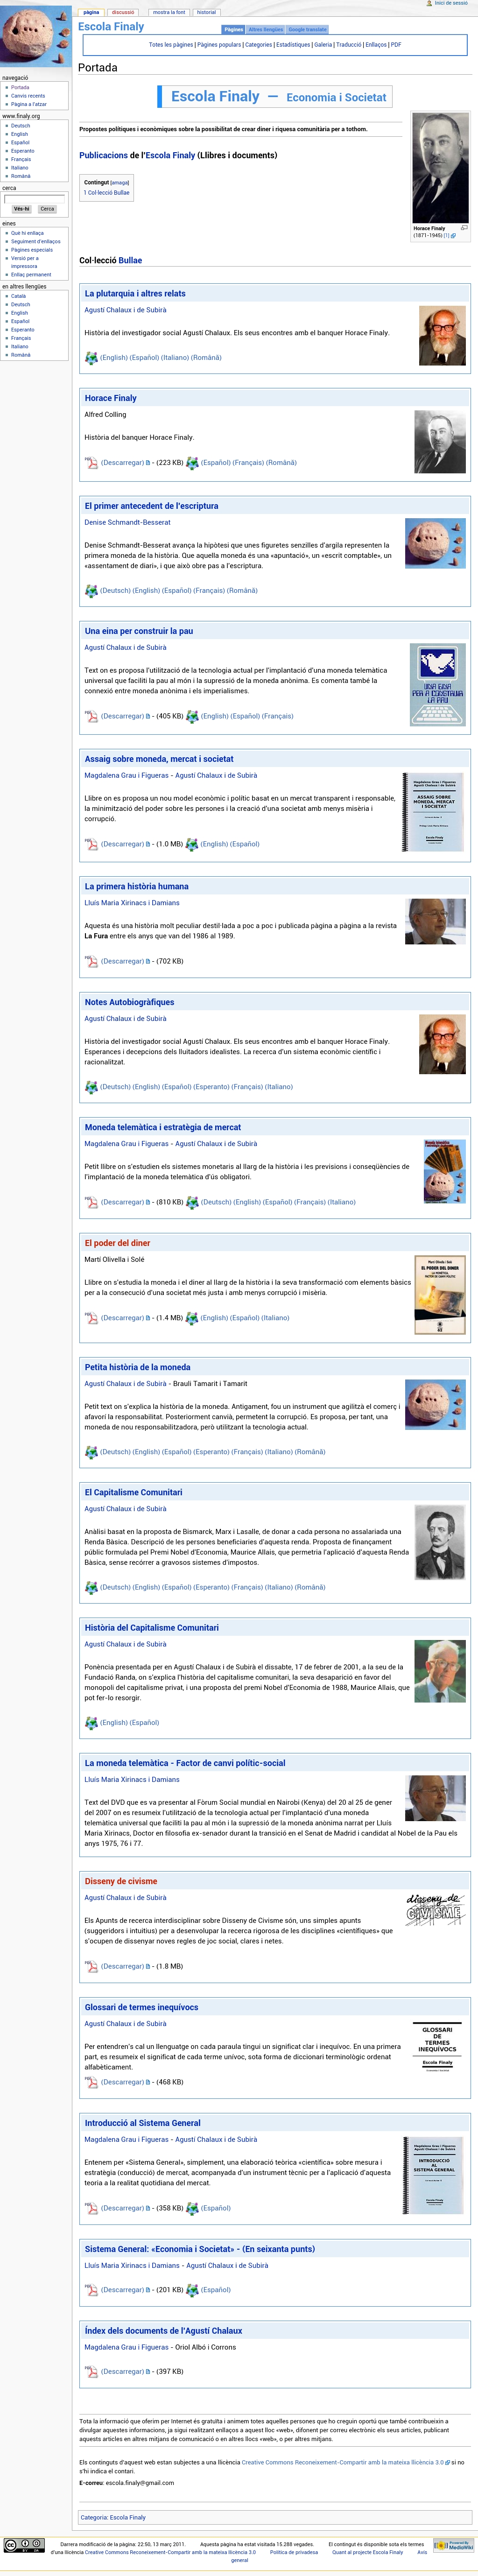 Inici de sessió
pàgina
discussió
mostra la font
historial
Escola Finaly
Pàgines
Altres llengües
Google translate
Totes les pàgines | Pàgines populars | Categories | Estadístiques | Galeria | Traducció | Enllaços | PDF
navegació
Portada
Canvis recents
Pàgina a l'atzar
www.finaly.org
Deutsch
English
Español
Esperanto
Français
Italiano
Română
cerca
Vés-hi
Cerca
eines
Què hi enllaça
Seguiment d'enllaços
Pàgines especials
Versió per a
impressora
Enllaç permanent
en altres llengües
Català
Deutsch
English
Español
Esperanto
Français
Italiano
Română
Portada
Escola Finaly — Economia i Societat
Propostes polítiques i econòmiques sobre la possibilitat de crear diner i riquesa comunitària per a tothom.
Horace Finaly
(1871-1945) [1]
Publicacions de l'Escola Finaly (Llibres i documents)
Contingut [amaga]
1 Col·lecció Bullae
Col·lecció Bullae
La plutarquia i altres relats
Agustí Chalaux i de Subirà
Història del investigador social Agustí Chalaux. Els seus encontres amb el banquer Horace Finaly.
(English) (Español) (Italiano) (Română)
Horace Finaly
Alfred Colling
Història del banquer Horace Finaly.
(Descarregar) - (223 KB) (Español) (Français) (Română)
El primer antecedent de l'escriptura
Denise Schmandt-Besserat
Denise Schmandt-Besserat avança la hipòtesi que unes figuretes senzilles d'argila representen la
primera moneda de la història. Que aquella moneda és un «apuntació», un «escrit comptable», un
«assentament de diari», i que això obre pas a l'escriptura.
(Deutsch) (English) (Español) (Français) (Română)
Una eina per construir la pau
Agustí Chalaux i de Subirà
Text on es proposa l'utilització de la tecnologia actual per l'implantació d'una moneda telemàtica
universal que faciliti la pau al món i la supressió de la moneda anònima. Es comenta també la
connexió entre moneda anònima i els imperialismes.
(Descarregar) - (405 KB) (English) (Español) (Français)
UNA EINA
PER A CONSTRUIR
LA PAU
Assaig sobre moneda, mercat i societat
Magdalena Grau i Figueras - Agustí Chalaux i de Subirà
Llibre on es proposa un nou model econòmic i polític basat en un mercat transparent i responsable,
la minimització del poder sobre les persones i la creació d'una societat amb menys misèria i
corrupció.
(Descarregar) - (1.0 MB) (English) (Español)
ASSAIG SOBRE
MONEDA, MERCAT
I SOCIETAT
La primera història humana
Lluís Maria Xirinacs i Damians
Aquesta és una història molt peculiar destil·lada a poc a poc i publicada pàgina a pàgina a la revista
La Fura entre els anys que van del 1986 al 1989.
(Descarregar) - (702 KB)
Notes Autobiogràfiques
Agustí Chalaux i de Subirà
Història del investigador social Agustí Chalaux. Els seus encontres amb el banquer Horace Finaly.
Esperances i decepcions dels lluitadors idealistes. La recerca d'un sistema econòmic científic i
racionalitat.
(Deutsch) (English) (Español) (Esperanto) (Français) (Italiano)
Moneda telemàtica i estratègia de mercat
Magdalena Grau i Figueras - Agustí Chalaux i de Subirà
Petit llibre on s'estudien els sistemes monetaris al llarg de la història i les previsions i conseqüències de
l'implantació de la moneda telemàtica d'us obligatori.
(Descarregar) - (810 KB) (Deutsch) (English) (Español) (Français) (Italiano)
El poder del diner
Martí Olivella i Solé
Llibre on s'estudia la moneda i el diner al llarg de la història i la seva transformació com elements bàsics
per a la consecució d'una societat més justa i amb menys corrupció i misèria.
(Descarregar) - (1.4 MB) (English) (Español) (Italiano)
EL PODER DEL DINER
Petita història de la moneda
Agustí Chalaux i de Subirà - Brauli Tamarit i Tamarit
Petit text on s'explica la història de la moneda. Antigament, fou un instrument que agilitzà el comerç i
afavorí la responsabilitat. Posteriorment canvià, permetent la corrupció. Es proposa, per tant, una
moneda de nou responsabilitzadora, però utilitzant la tecnologia actual.
(Deutsch) (English) (Español) (Esperanto) (Français) (Italiano) (Română)
El Capitalisme Comunitari
Agustí Chalaux i de Subirà
Anàlisi basat en la proposta de Bismarck, Marx i Lasalle, de donar a cada persona no assalariada una
Renda Bàsica. Descripció de les persones beneficiaries d'aquesta renda. Proposta de finançament
públic formulada pel Premi Nobel d'Economia, Maurice Allais, que permetria l'aplicació d'aquesta Renda
Bàsica, sense recórrer a gravosos sistemes d'impostos.
(Deutsch) (English) (Español) (Esperanto) (Français) (Italiano) (Română)
Història del Capitalisme Comunitari
Agustí Chalaux i de Subirà
Ponència presentada per en Agustí Chalaux i de Subirà el dissabte, 17 de febrer de 2001, a la seu de la
Fundació Randa, on s'explica l'història del capitalisme comunitari, la seva desaparició en favor del
monopoli del capitalisme privat, i una proposta del premi Nobel d'Economia de 1988, Maurice Allais, que
pot fer-lo resorgir.
(English) (Español)
La moneda telemàtica - Factor de canvi polític-social
Lluís Maria Xirinacs i Damians
Text del DVD que es va presentar al Fòrum Social mundial en Nairobi (Kenya) del 20 al 25 de gener
del 2007 on es resumeix l'utilització de la tecnologia actual per l'implantació d'una moneda
telemàtica universal que faciliti la pau al món i la supressió de la moneda anònima narrat per Lluís
Maria Xirinacs, Doctor en filosofia ex-senador durant la transició en el Senat de Madrid i candidat al Nobel de la Pau els
anys 1975, 76 i 77.
Disseny de civisme
Agustí Chalaux i de Subirà
Els Apunts de recerca interdisciplinar sobre Disseny de Civisme són, uns simples apunts
(suggeridors i intuïtius) per a una perenne i rigorosa revisió de les disciplines «científiques» que
s'ocupen de dissenyar noves regles de joc social, clares i netes.
(Descarregar) - (1.8 MB)
disseny de
CIVISME
Glossari de termes inequívocs
Agustí Chalaux i de Subirà
Per entendren's cal un llenguatge on cada paraula tingui un significat clar i inequívoc. En una primera
part, es resumeix el significat de cada terme unívoc, sota forma de diccionari terminològic ordenat
alfabèticament.
(Descarregar) - (468 KB)
GLOSSARI
DE TERMES
INEQUÍVOCS
Escola Finaly
Introducció al Sistema General
Magdalena Grau i Figueras - Agustí Chalaux i de Subirà
Entenem per «Sistema General», simplement, una elaboració teòrica «científica» sobre mesura i
estratègia (conducció) de mercat, acompanyada d'un instrument tècnic per a l'aplicació d'aquesta
teoria a la realitat quotidiana del mercat.
(Descarregar) - (358 KB) (Español)
INTRODUCCIÓ
AL SISTEMA
GENERAL
Sistema General: «Economia i Societat» - (En seixanta punts)
Lluís Maria Xirinacs i Damians - Agustí Chalaux i de Subirà
(Descarregar) - (201 KB) (Español)
Índex dels documents de l'Agustí Chalaux
Magdalena Grau i Figueras - Oriol Albó i Corrons
(Descarregar) - (397 KB)
Tota la informació que oferim per Internet és gratuïta i animem totes aquelles persones que ho creguin oportú que també contribueixin a
divulgar aquestes informacions, ja sigui realitzant enllaços a aquest lloc «web», difonent per correu electrònic els seus articles, publicant
aquests articles en altres mitjans de comunicació o en altres llocs «web», o per altres mitjans.
Els continguts d'aquest web estan subjectes a una llicència Creative Commons Reconeixement-Compartir amb la mateixa llicència 3.0 si no
s'hi indica el contari.
E-correu: escola.finaly@gmail.com
Categoria: Escola Finaly
Darrera modificació de la pàgina: 22:50, 13 març 2011. Aquesta pàgina ha estat visitada 15.288 vegades. El contingut és disponible sota els termes
d'una llicència Creative Commons Reconeixement-Compartir amb la mateixa llicència 3.0 Política de privadesa Quant al projecte Escola Finaly Avís
general